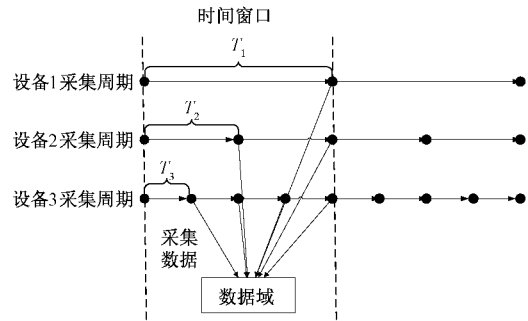 时间窗口
T1
设备1采集周期
T2
设备2采集周期
T3
设备3采集周期
采集
数据
数据域